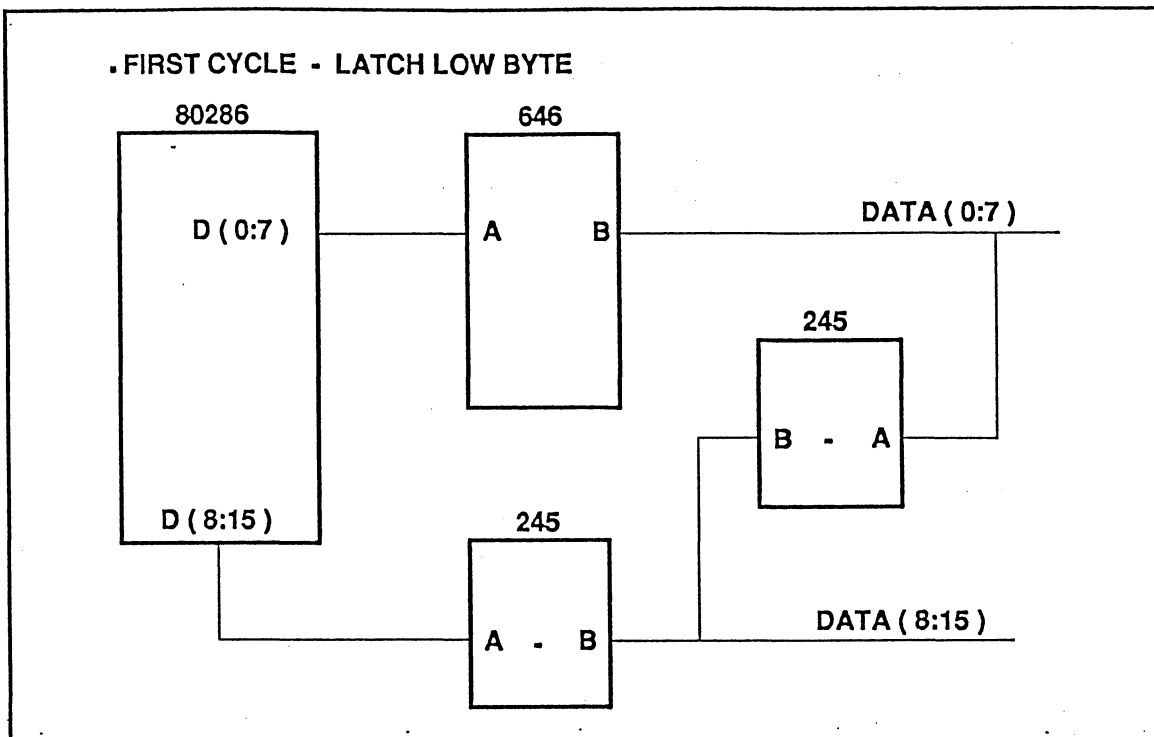 . FIRST CYCLE - LATCH LOW BYTE
80286
646
D ( 0:7 )
A B
DATA ( 0:7 )
245
B - A
D ( 8:15 )
245
A - B
DATA ( 8:15 )